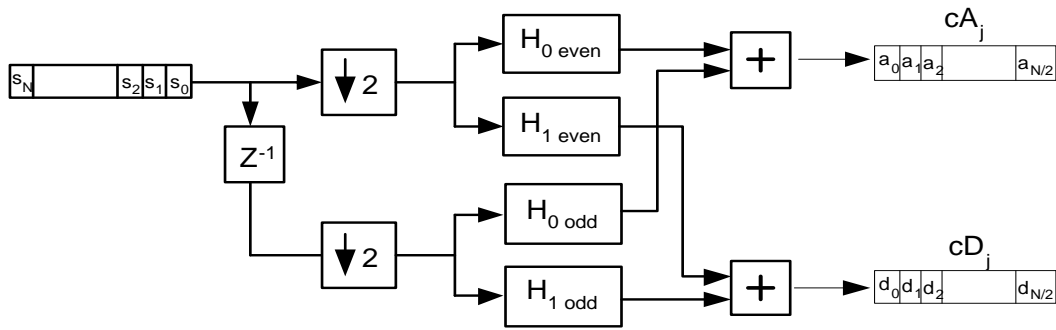 s_N s_2 s_1 s_0
↓ 2
Z^-1
↓ 2
H_0 even
H_1 even
H_0 odd
H_1 odd
+
+
cA_j
a_0 a_1 a_2 a_N/2
cD_j
d_0 d_1 d_2 d_N/2